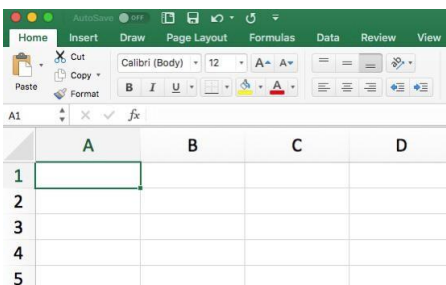 AutoSave OFF
Home Insert Draw Page Layout Formulas Data Review View
Paste
Cut
Copy
Format
Calibri (Body) 12 A A
B I U A
A1 fx
A B C D
1
2
3
4
5